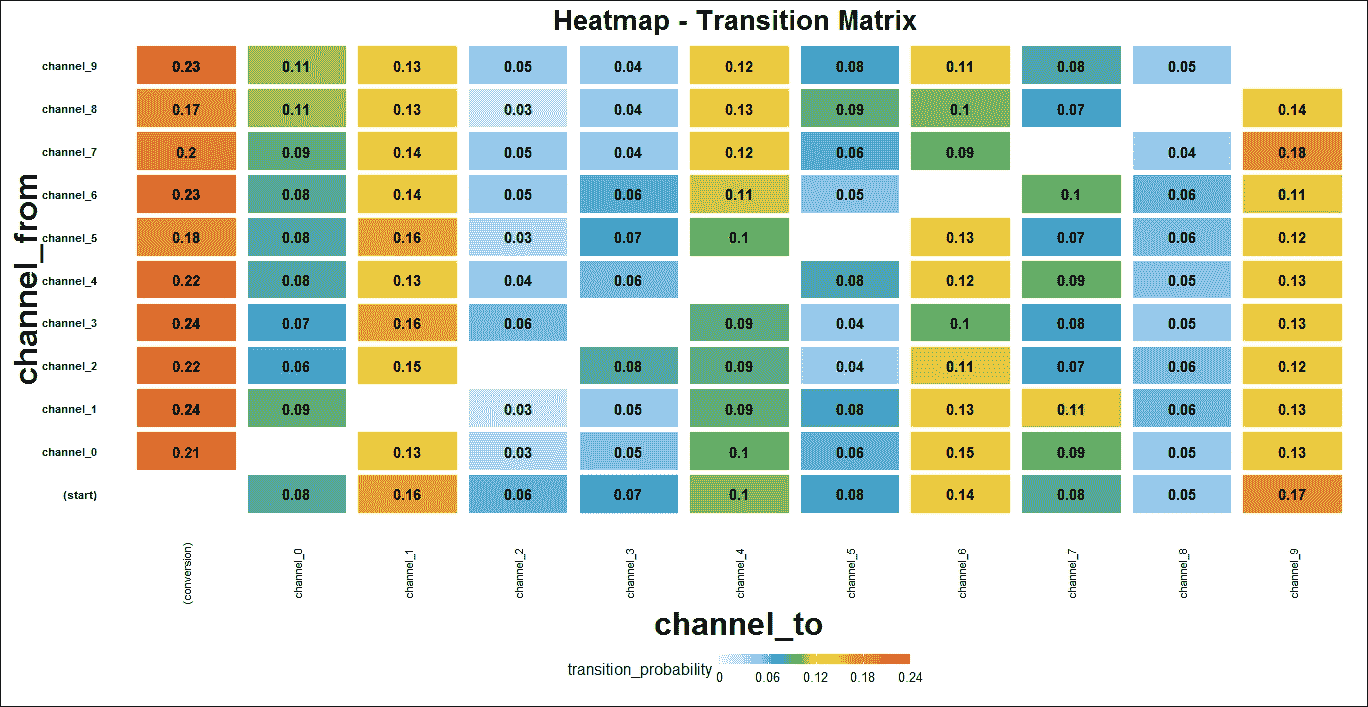 Heatmap - Transition Matrix
channel_from
channel_9 0.23 0.11 0.13 0.05 0.04 0.12 0.08 0.11 0.08 0.05
channel_8 0.17 0.11 0.13 0.03 0.04 0.13 0.09 0.1 0.07 0.14
channel_7 0.2 0.09 0.14 0.05 0.04 0.12 0.06 0.09 0.04 0.18
channel_6 0.23 0.08 0.14 0.05 0.06 0.11 0.05 0.1 0.06 0.11
channel_5 0.18 0.08 0.16 0.03 0.07 0.1 0.13 0.07 0.06 0.12
channel_4 0.22 0.08 0.13 0.04 0.06 0.08 0.12 0.09 0.05 0.13
channel_3 0.24 0.07 0.16 0.06 0.09 0.04 0.1 0.08 0.05 0.13
channel_2 0.22 0.06 0.15 0.08 0.09 0.04 0.11 0.07 0.06 0.12
channel_1 0.24 0.09 0.03 0.05 0.09 0.08 0.13 0.11 0.06 0.13
channel_0 0.21 0.13 0.03 0.05 0.1 0.06 0.15 0.09 0.05 0.13
(start) 0.08 0.16 0.06 0.07 0.1 0.08 0.14 0.08 0.05 0.17
(conversion) channel_0 channel_1 channel_2 channel_3 channel_4 channel_5 channel_6 channel_7 channel_8 channel_9
channel_to
transition_probability
0 0.06 0.12 0.18 0.24